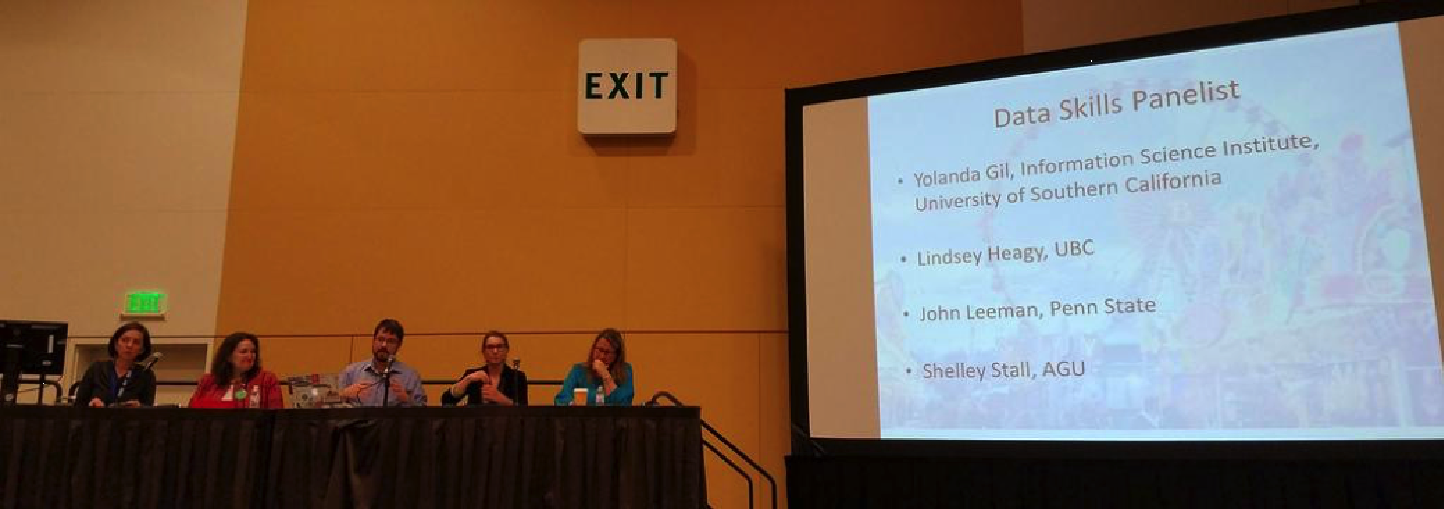 EXIT
EXIT
Data Skills Panelist
• Yolanda Gil, Information Science Institute,
University of Southern California
• Lindsey Heagy, UBC
• John Leeman, Penn State
• Shelley Stall, AGU